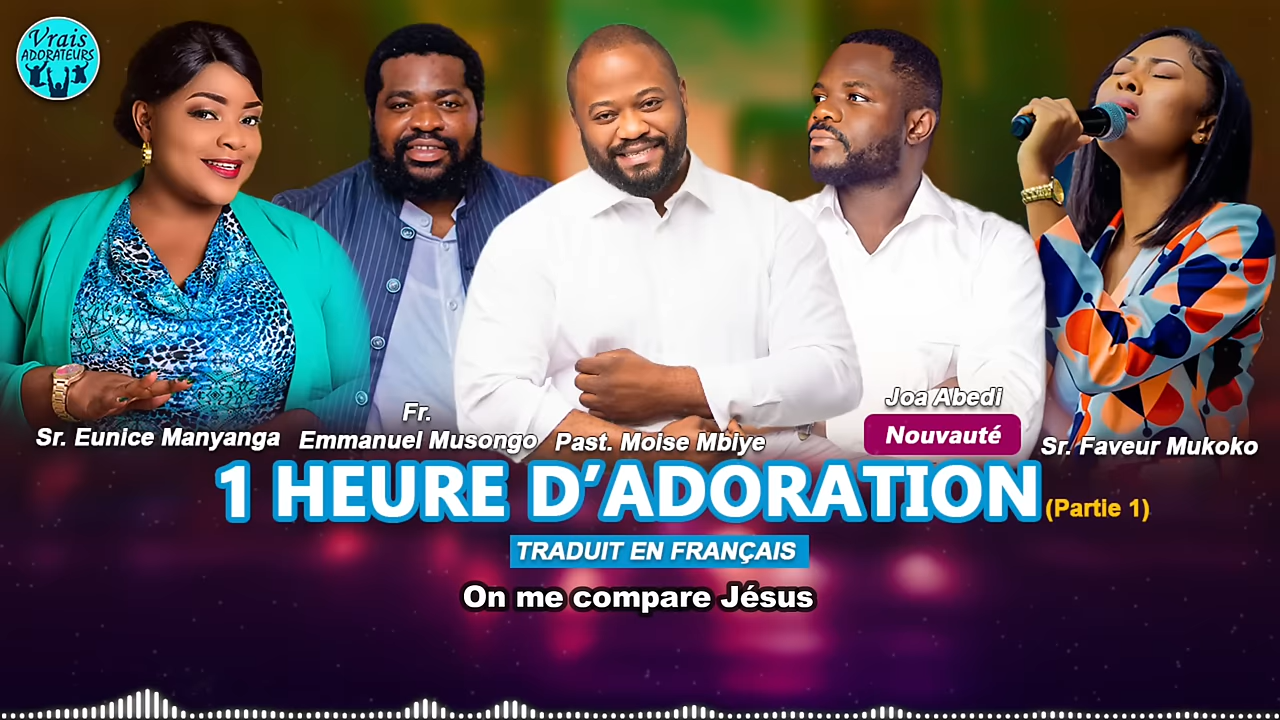 Vrais
ADORATEURS
Sr. Eunice Manyanga
Fr.
Emmanuel Musongo
Past. Moise Mbiye
Joa Abedi
Nouvauté
Sr. Faveur Mukoko
1 HEURE D’ADORATION
(Partie 1)
TRADUIT EN FRANÇAIS
On me compare Jésus